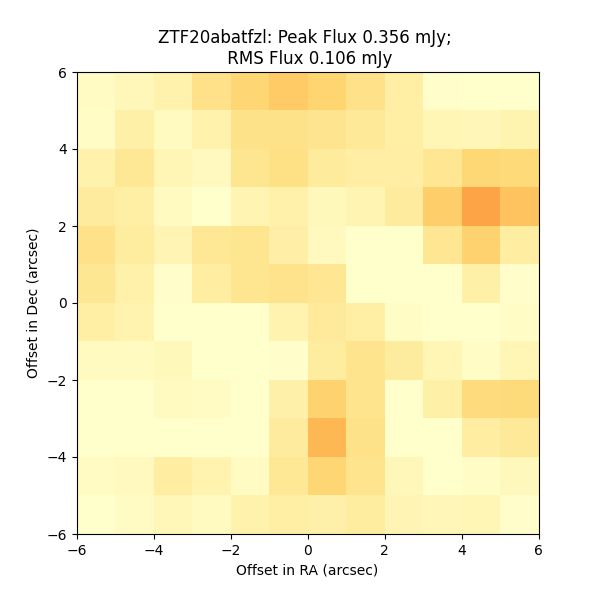 ZTF20abatfzl: Peak Flux 0.356 mJy;
RMS Flux 0.106 mJy
6
4
2
0
−2
−4
−6
Offset in Dec (arcsec)
−6 −4 −2 0 2 4 6
Offset in RA (arcsec)